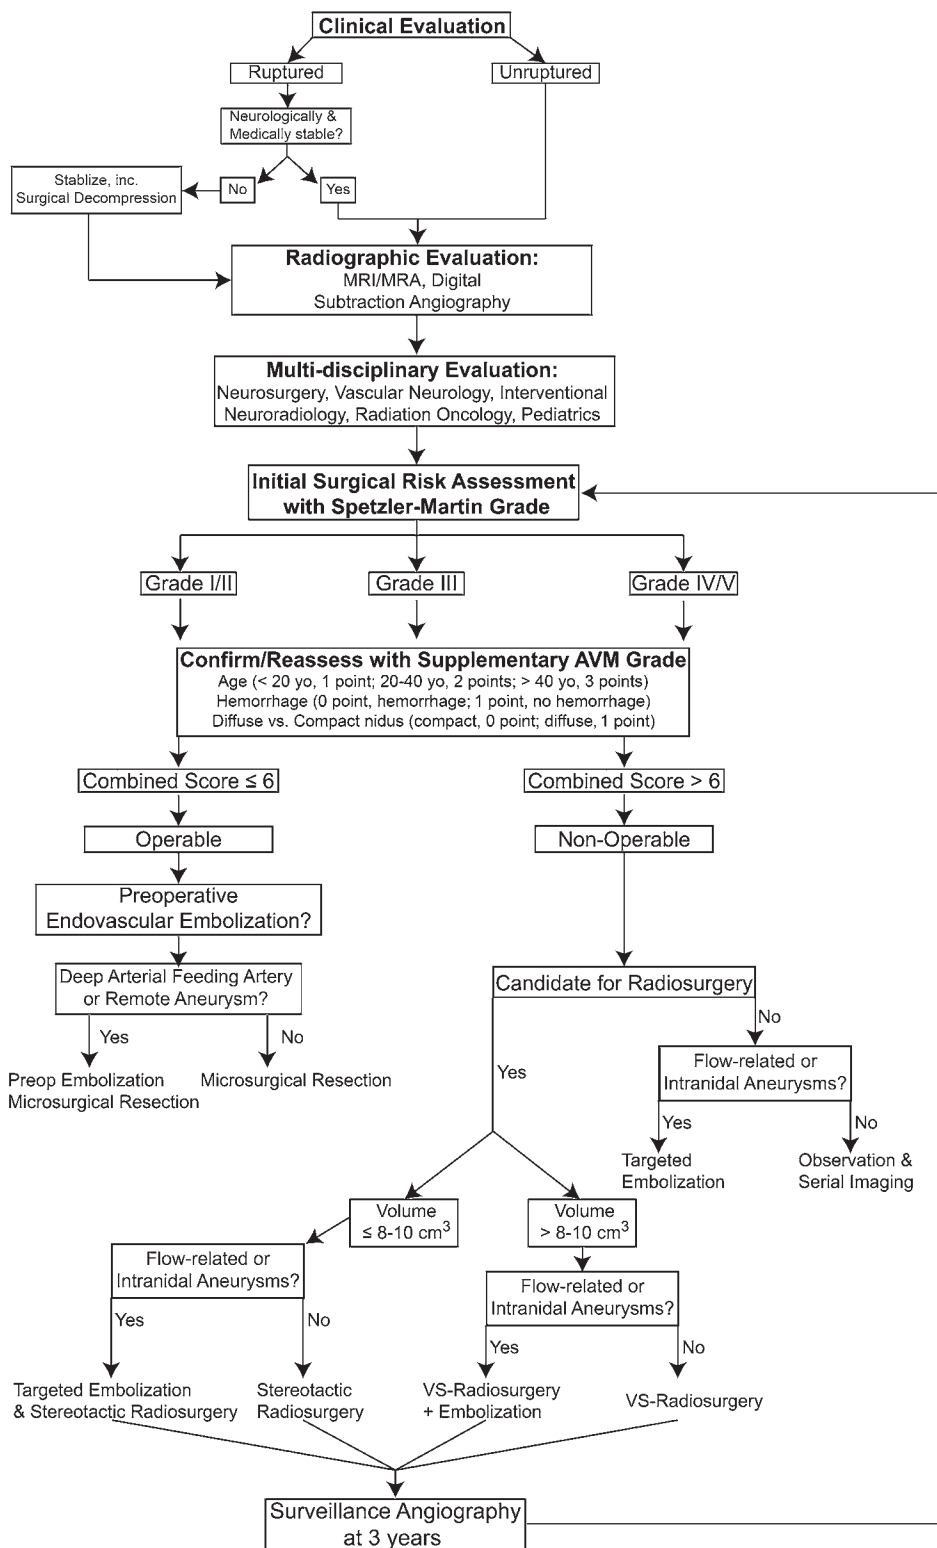 Clinical Evaluation
Ruptured
Unruptured
Neurologically &
Medically stable?
Stablize, inc.
Surgical Decompression
No
Yes
Radiographic Evaluation:
MRI/MRA, Digital
Subtraction Angiography
Multi-disciplinary Evaluation:
Neurosurgery, Vascular Neurology, Interventional
Neuroradiology, Radiation Oncology, Pediatrics
Initial Surgical Risk Assessment
with Spetzler-Martin Grade
Grade I/II
Grade III
Grade IV/V
Confirm/Reassess with Supplementary AVM Grade
Age (< 20 yo, 1 point; 20-40 yo, 2 points; > 40 yo, 3 points)
Hemorrhage (0 point, hemorrhage; 1 point, no hemorrhage)
Diffuse vs. Compact nidus (compact, 0 point; diffuse, 1 point)
Combined Score ≤ 6
Combined Score > 6
Operable
Non-Operable
Preoperative
Endovascular Embolization?
Deep Arterial Feeding Artery
or Remote Aneurysm?
Yes
No
Preop Embolization
Microsurgical Resection
Microsurgical Resection
Candidate for Radiosurgery
No
Yes
Flow-related or
Intranidal Aneurysms?
Yes
No
Targeted
Embolization
Observation &
Serial Imaging
Volume
≤ 8-10 cm³
Volume
> 8-10 cm³
Flow-related or
Intranidal Aneurysms?
Flow-related or
Intranidal Aneurysms?
Yes
No
Yes
No
Targeted Embolization
& Stereotactic Radiosurgery
Stereotactic
Radiosurgery
VS-Radiosurgery
+ Embolization
VS-Radiosurgery
Surveillance Angiography
at 3 years